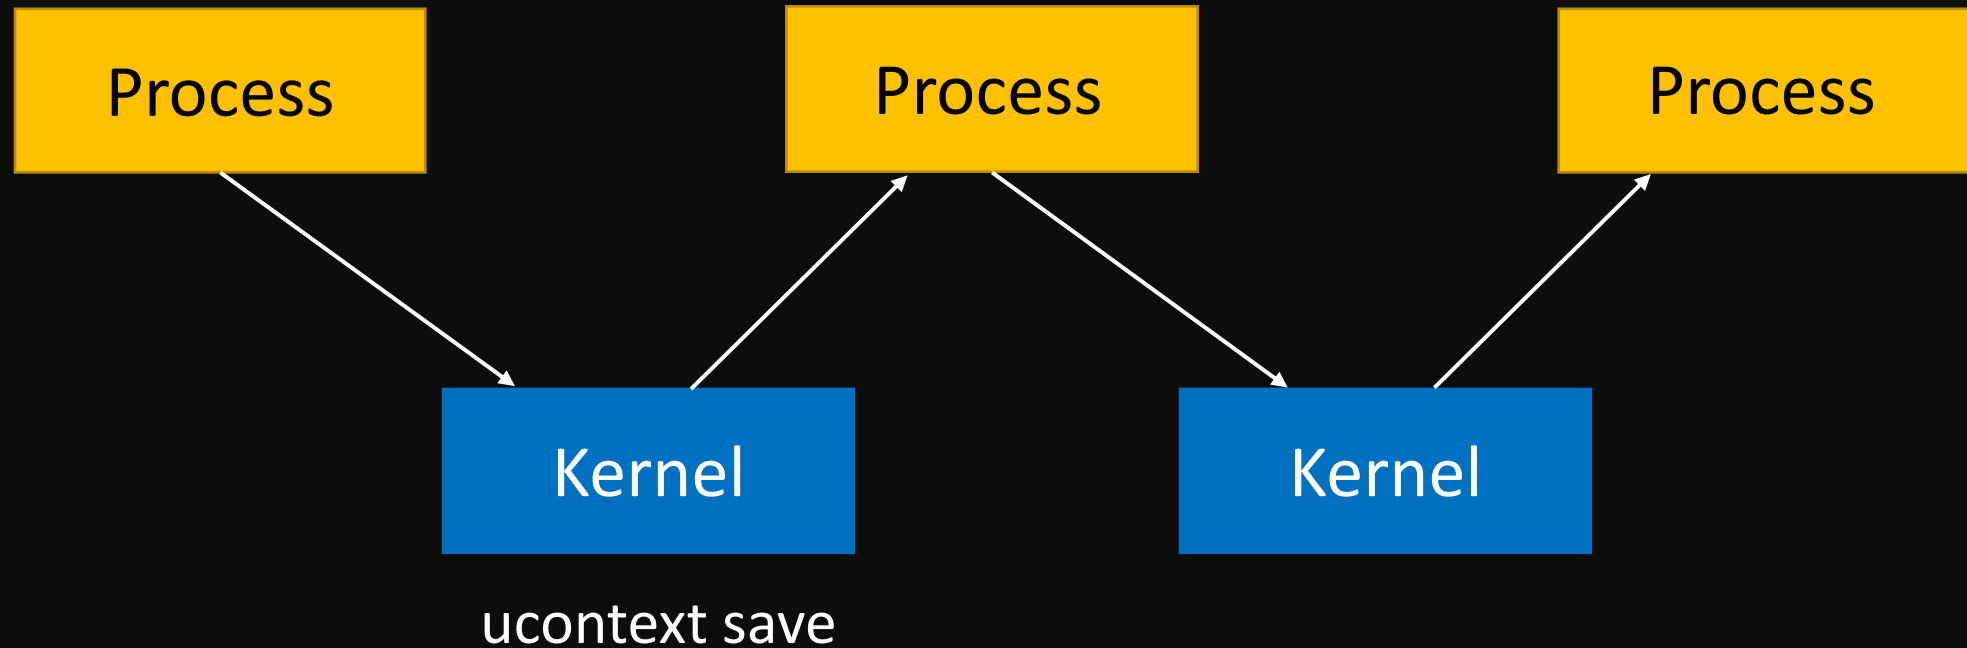 Process
Process
Process
Kernel
Kernel
ucontext save